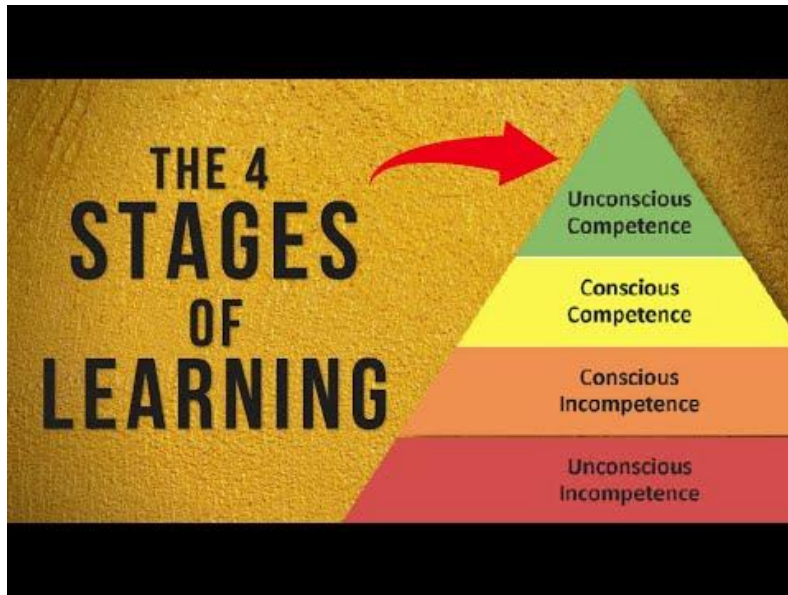 THE 4
STAGES
OF
LEARNING
Unconscious
Competence
Conscious
Competence
Conscious
Incompetence
Unconscious
Incompetence